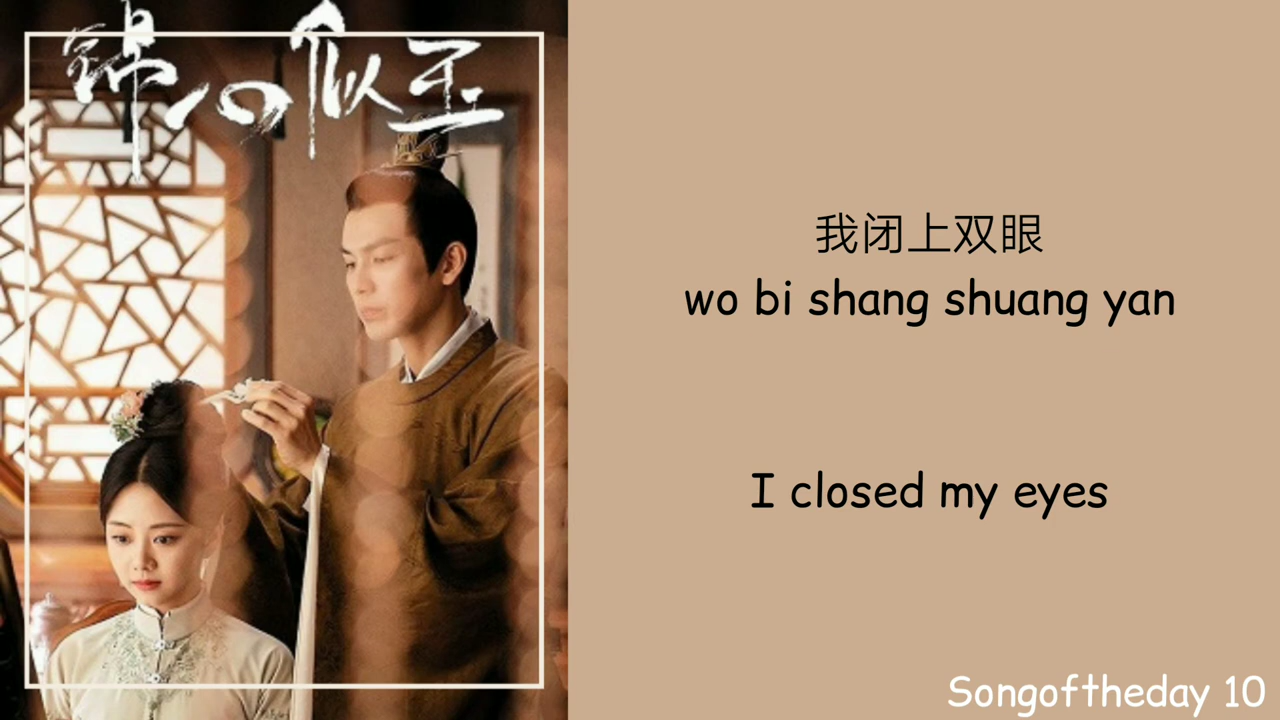 锦心似玉
我闭上双眼
wo bi shang shuang yan
I closed my eyes
Songoftheday 10